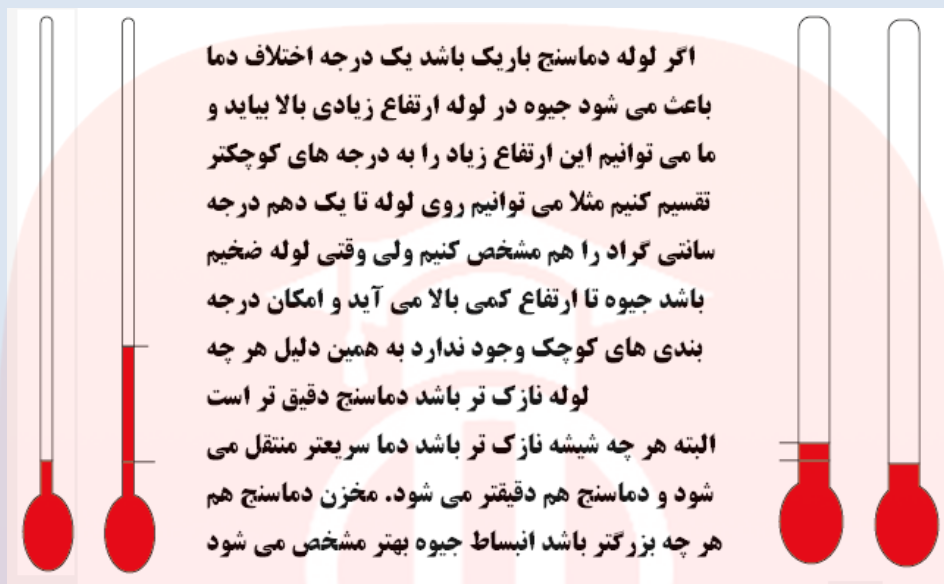 اگر لوله دماسنج باریک باشد یک درجه اختلاف دما
باعث می شود جیوه در لوله ارتفاع زیادی بالا بیاید و
ما می توانیم این ارتفاع زیاد را به درجه های کوچکتر
تقسیم کنیم مثلا می توانیم روی لوله تا یک دهم درجه
سانتی گراد را هم مشخص کنیم ولی وقتی لوله ضخیم
باشد جیوه تا ارتفاع کمی بالا می آید و امکان درجه
بندی های کوچک وجود ندارد به همین دلیل هر چه
لوله نازک تر باشد دماسنج دقیق تر است
البته هر چه شیشه نازک تر باشد دما سریعتر منتقل می
شود و دماسنج هم دقیقتر می شود. مخزن دماسنج هم
هر چه بزرگتر باشد انبساط جیوه بهتر مشخص می شود